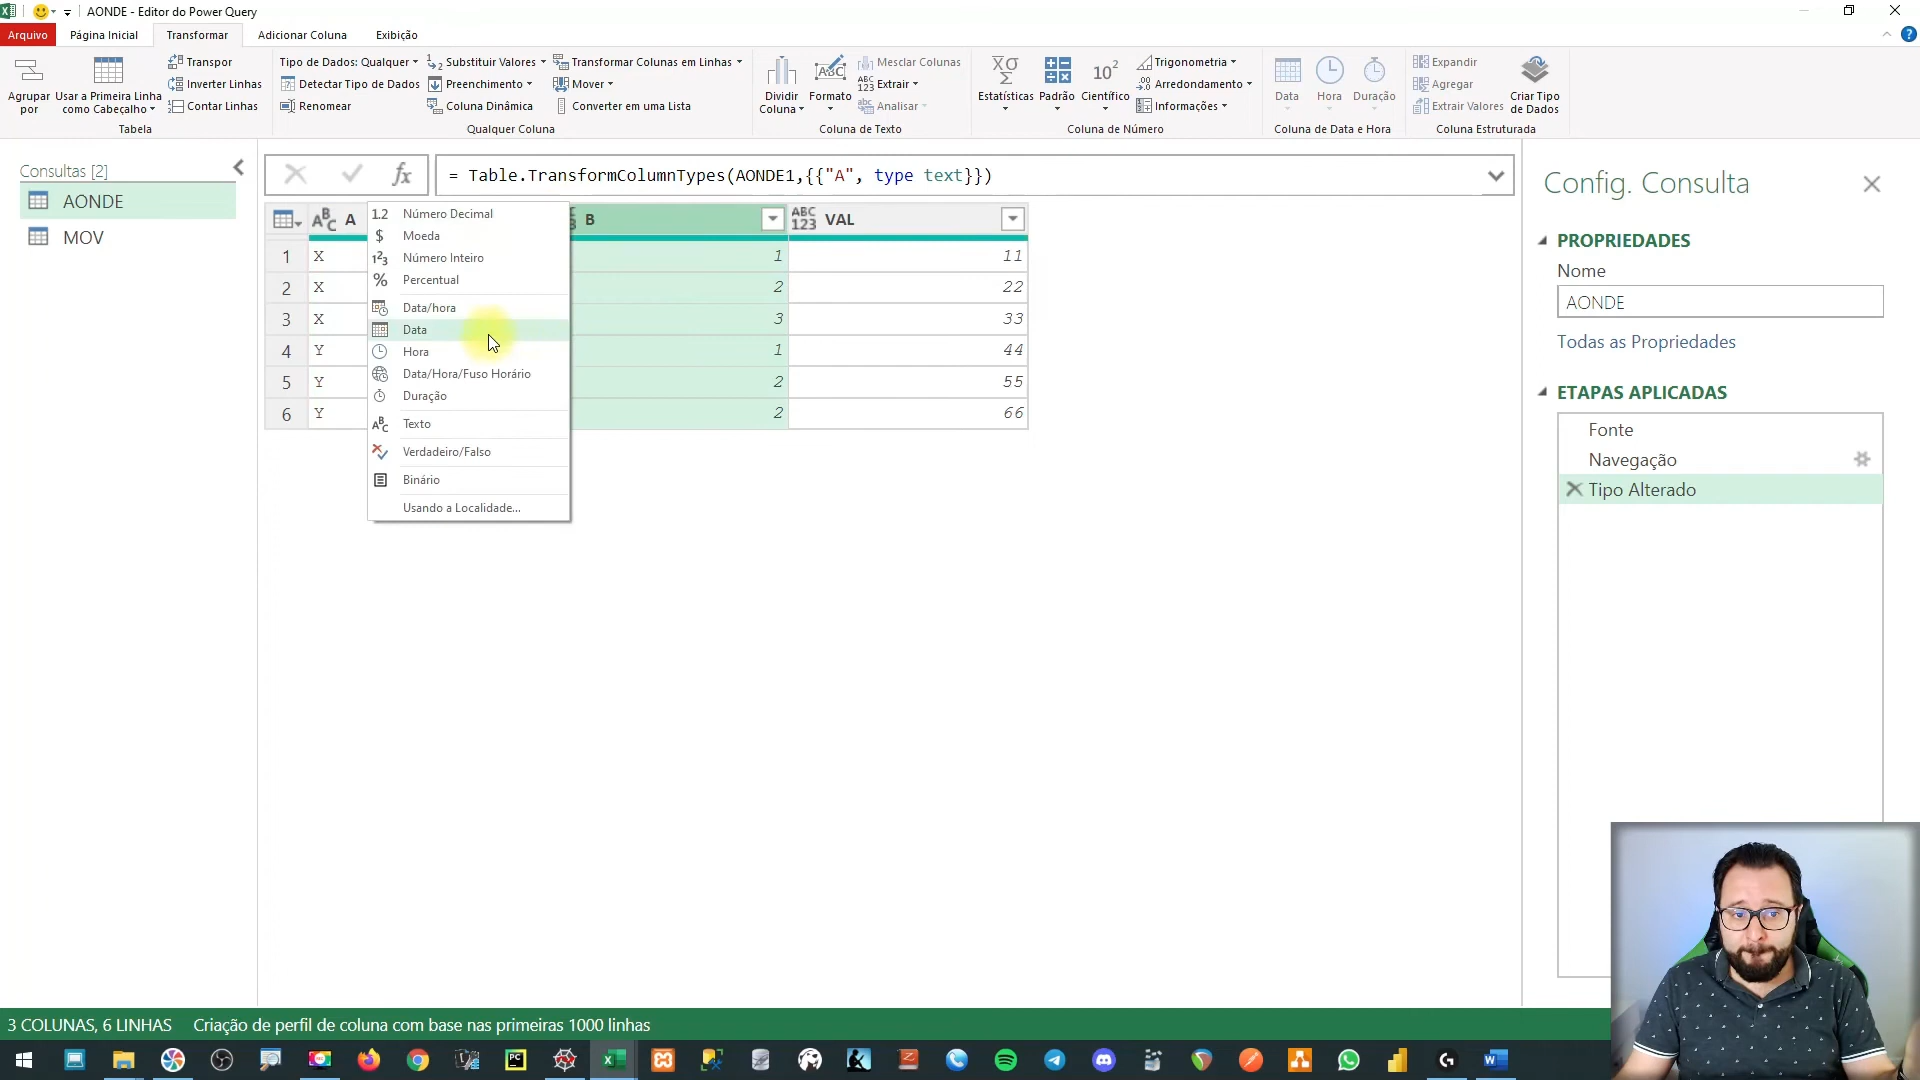 AONDE - Editor do Power Query
Arquivo Página Inicial Transformar Adicionar Coluna Exibição
Agrupar por
Usar a Primeira Linha como Cabeçalho
Transpor
Inverter Linhas
Contar Linhas
Tabela
Tipo de Dados: Qualquer
Detectar Tipo de Dados
Renomear
Substituir Valores
Preenchimento
Coluna Dinâmica
Transformar Colunas em Linhas
Mover
Converter em uma Lista
Qualquer Coluna
Dividir Coluna
Formato
Mesclar Colunas
Extrair
Analisar
Coluna de Texto
Estatísticas
Padrão
Científico
Trigonometria
Arredondamento
Informações
Coluna de Número
Data
Hora
Duração
Coluna de Data e Hora
Expandir
Agregar
Extrair Valores
Criar Tipo de Dados
Coluna Estruturada
Consultas [2]
AONDE
MOV
fx
= Table.TransformColumnTypes(AONDE1,{{"A", type text}})
A B VAL
1 X 1 11
2 X 2 22
3 X 3 33
4 Y 1 44
5 Y 2 55
6 Y 2 66
1.2 Número Decimal
$ Moeda
123 Número Inteiro
% Percentual
Data/hora
Data
Hora
Data/Hora/Fuso Horário
Duração
ABC Texto
Verdadeiro/Falso
Binário
Usando a Localidade...
Config. Consulta
PROPRIEDADES
Nome
AONDE
Todas as Propriedades
ETAPAS APLICADAS
Fonte
Navegação
Tipo Alterado
3 COLUNAS, 6 LINHAS Criação de perfil de coluna com base nas primeiras 1000 linhas